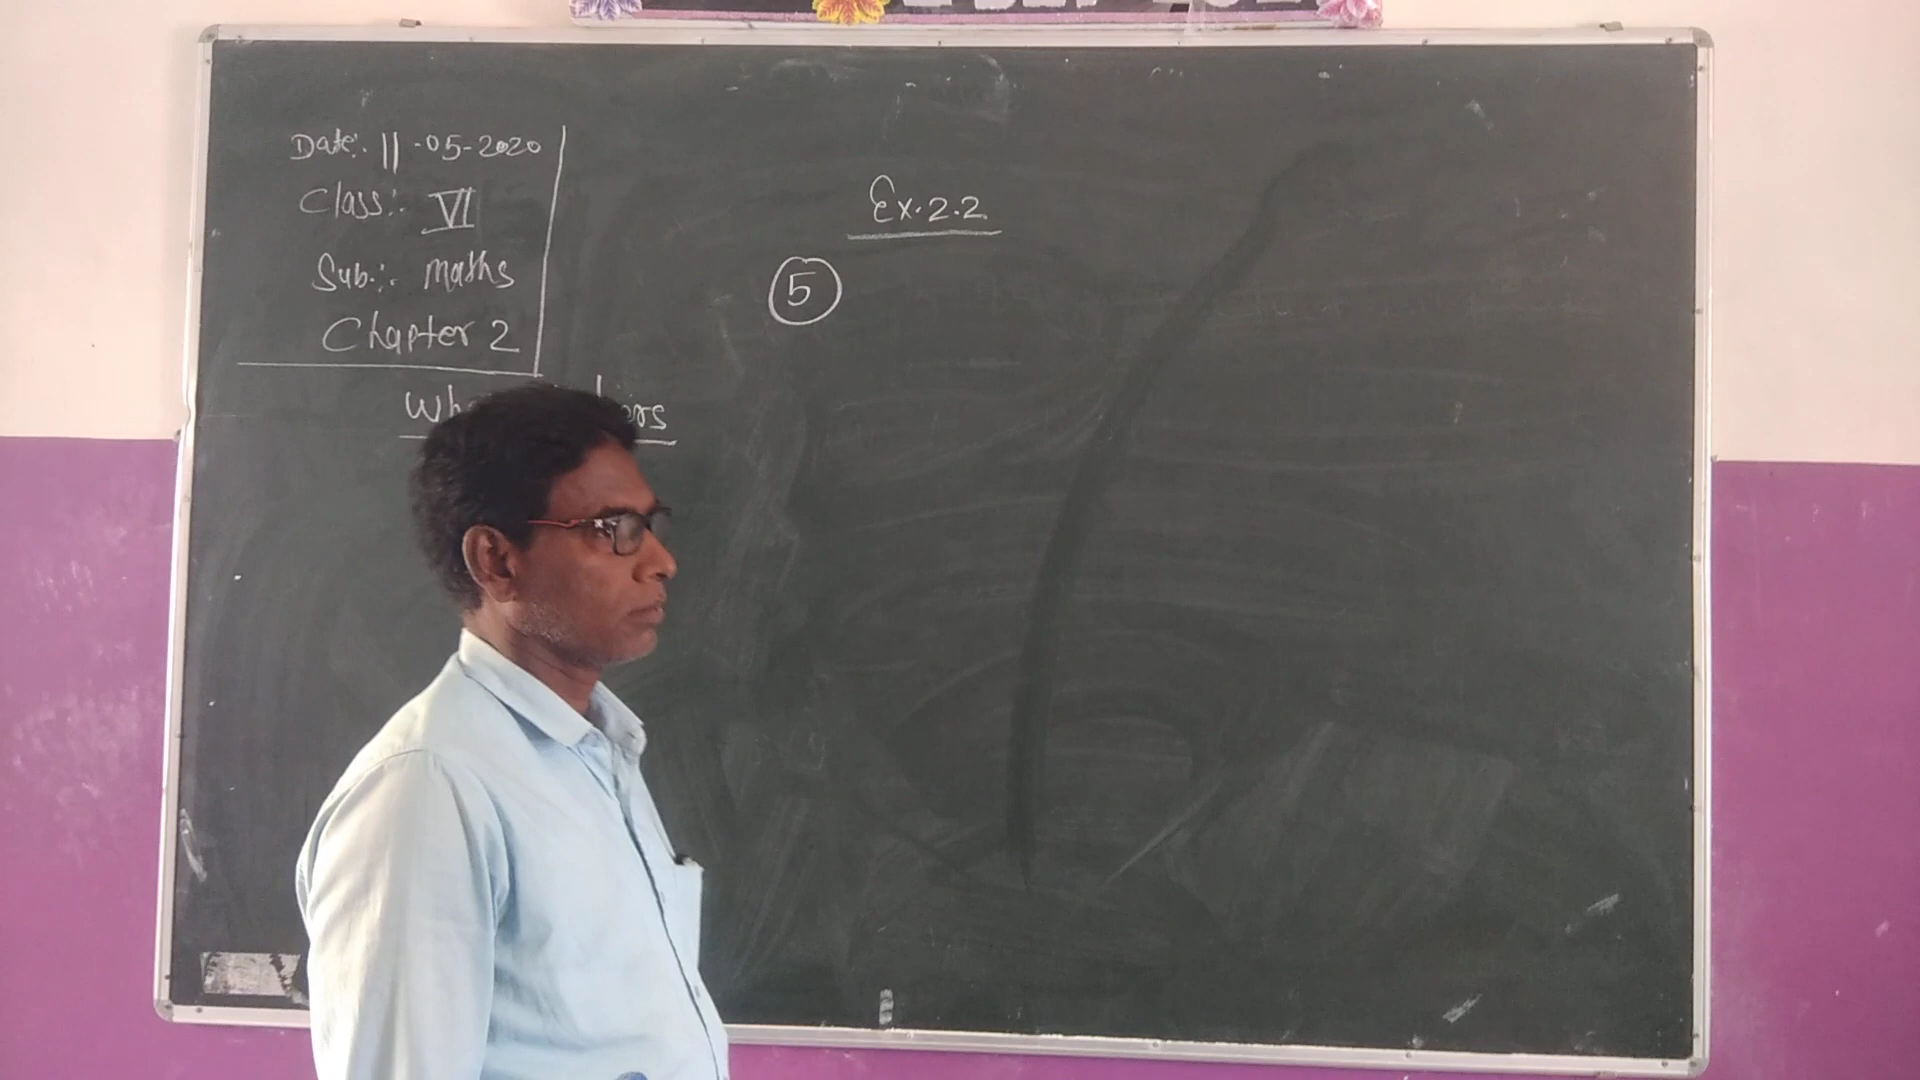 Date:- 11-05-2020
Class:- VI
Sub:- Maths
Chapter 2
Ex.2.2
5